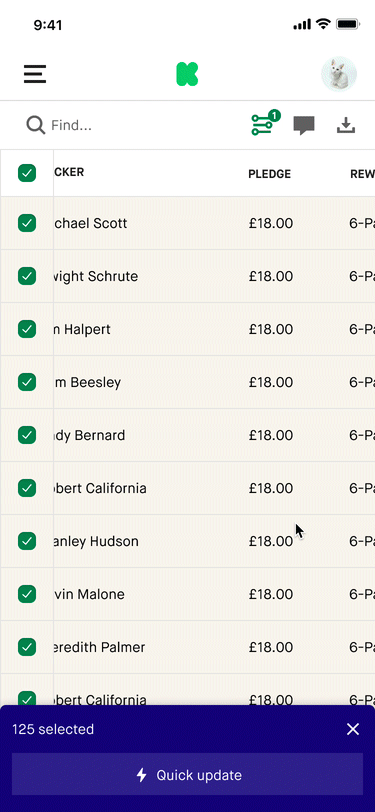 9:41
Find...
1
CKER PLEDGE REW
chael Scott £18.00 6-Pa
wight Schrute £18.00 6-Pa
m Halpert £18.00 6-Pa
m Beesley £18.00 6-Pa
dy Bernard £18.00 6-Pa
obert California £18.00 6-Pa
anley Hudson £18.00 6-Pa
vin Malone £18.00 6-Pa
eredith Palmer £18.00 6-Pa
obert California £18.00 6-Pa
125 selected
Quick update